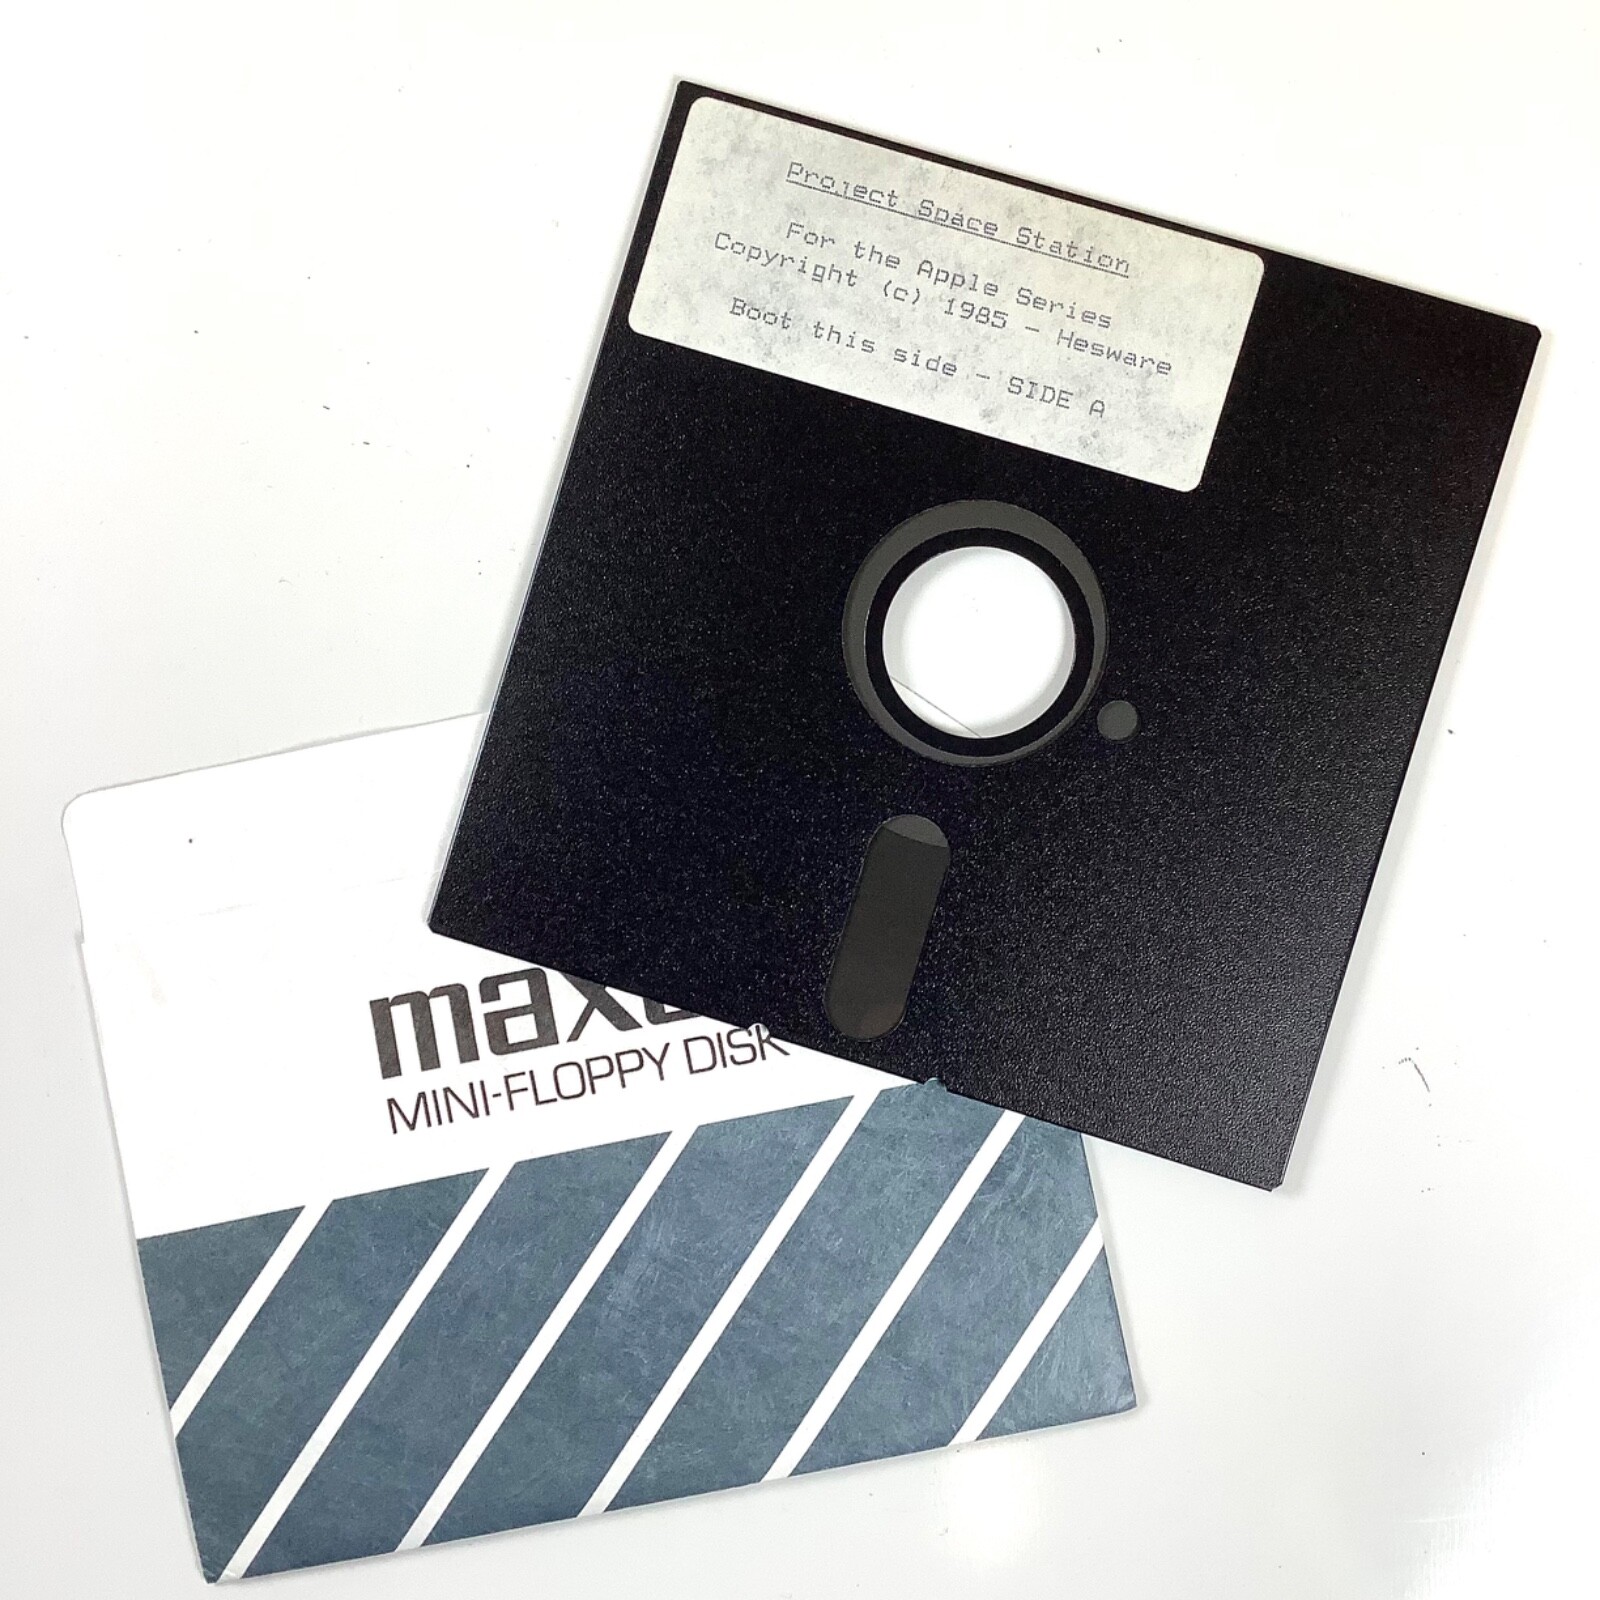 Project Space Station
For the Apple Series
Copyright (c) 1985 - Hesware
Boot this side - SIDE A
MINI-FLOPPY DISK